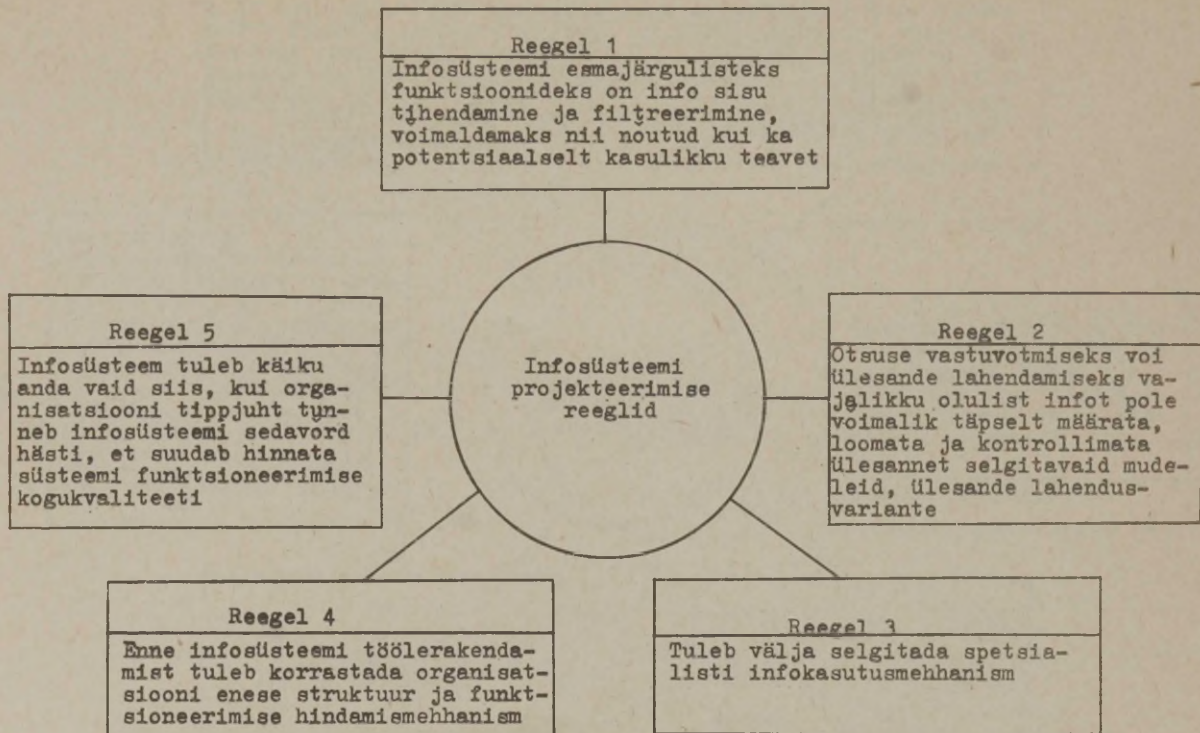 Reegel 1
Infosüsteemi esmajärgulisteks
funktsioonideks on info sisu
tihendamine ja filtreerimine,
voimaldamaks nii noutud kui ka
potentsiaalselt kasulikku teavet
Infosüsteemi
projekteerimise
reeglid
Reegel 2
Otsuse vastuvotmiseks voi
ülesande lahendamiseks va-
jalikku olulist infot pole
voimalik täpselt määrata,
loomata ja kontrollimata
ülesannet selgitavaid mude-
leid, ülesande lahendus-
variante
Reegel 3
Tuleb välja selgitada spetsia-
listi infokasutusmehhanism
Reegel 4
Enne infosüsteemi töölerakenda-
mist tuleb korrastada organisat-
siooni enese struktuur ja funkt-
sioneerimise hindamismehhanism
Reegel 5
Infosüsteem tuleb käiku
anda vaid siis, kui orga-
nisatsiooni tippjuht tun-
neb infosüsteemi sedavord
hästi, et suudab hinnata
süsteemi funktsioneerimise
kogukvaliteeti